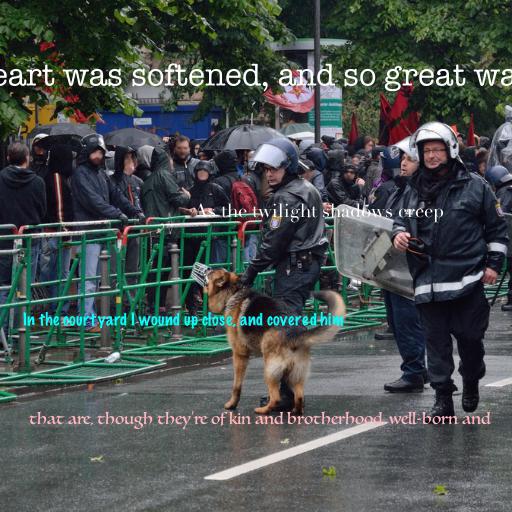 eart was softened, and so great wa
As the twilight shadows creep
In the courtyard I wound up close, and covered him
that are, though they're of kin and brotherhood, well-born and